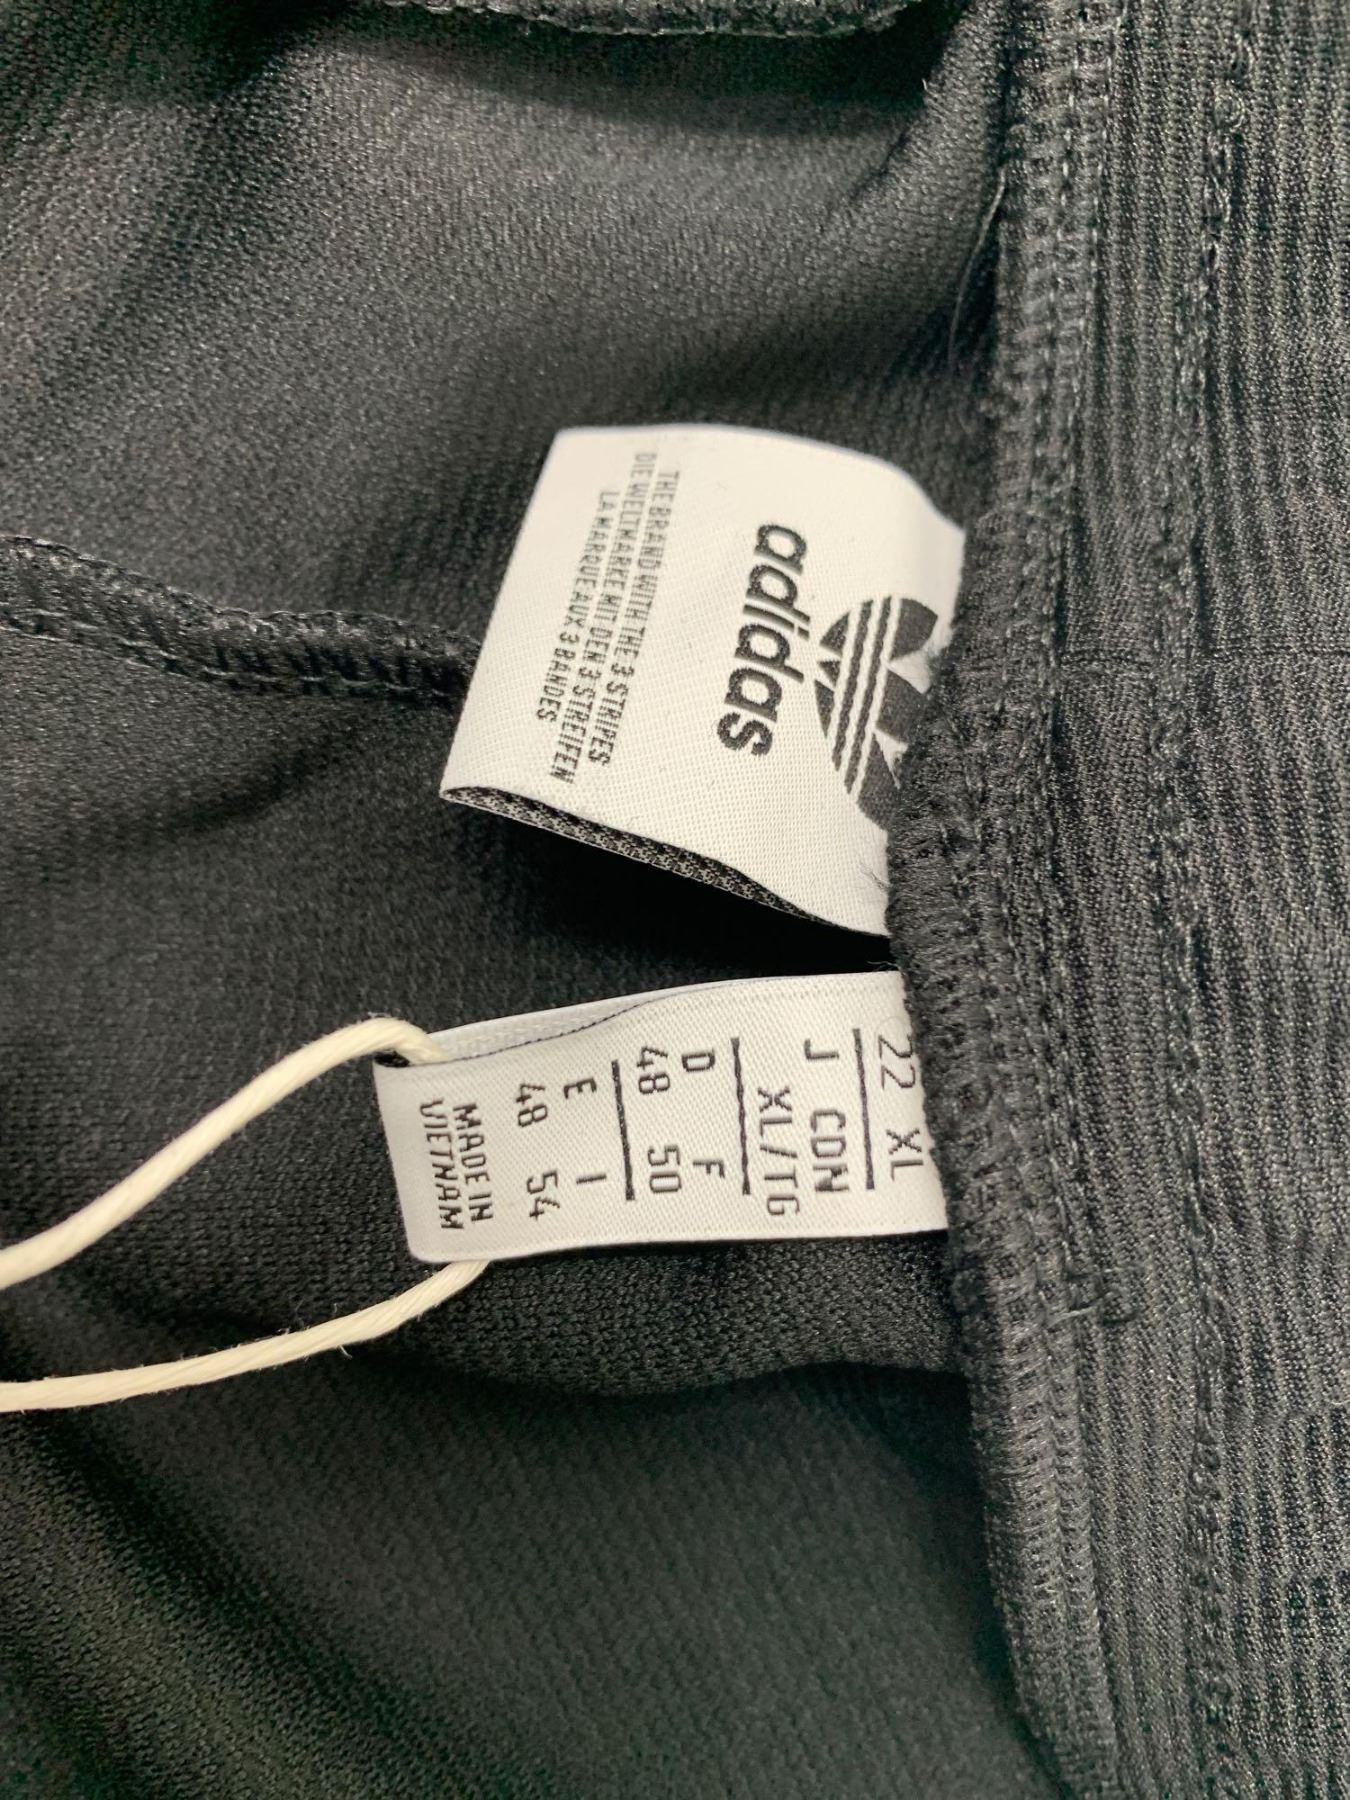 adidas
THE BRAND WITH THE 3 STRIPES
DIE WELTMARKE MIT DEN 3 STREIFEN
LA MARQUE AUX 3 BANDES
22 XL
J CDN
XL/TG
D F
48 50
E I
48 54
MADE IN
VIETNAM